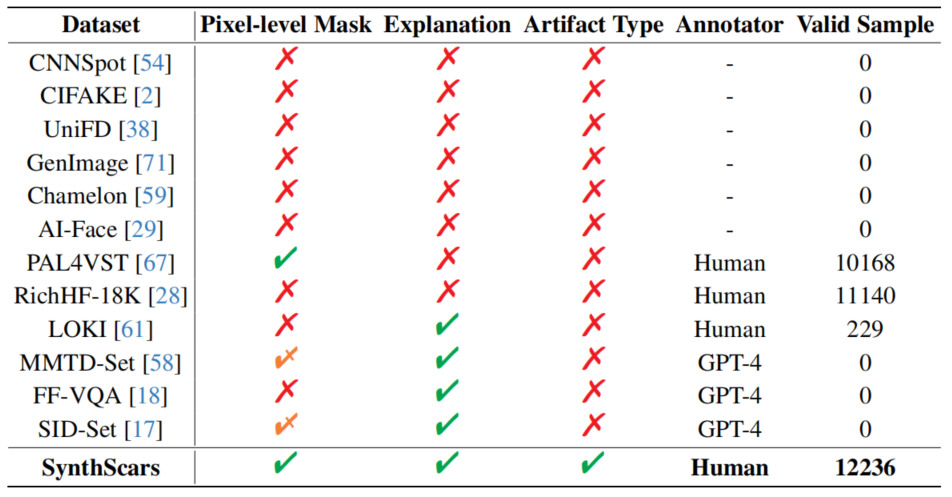 Dataset Pixel-level Mask Explanation Artifact Type Annotator Valid Sample
CNNSpot [54] ✗ ✗ ✗ - 0
CIFAKE [2] ✗ ✗ ✗ - 0
UniFD [38] ✗ ✗ ✗ - 0
GenImage [71] ✗ ✗ ✗ - 0
Chamelon [59] ✗ ✗ ✗ - 0
AI-Face [29] ✗ ✗ ✗ - 0
PAL4VST [67] ✔ ✗ ✗ Human 10168
RichHF-18K [28] ✗ ✗ ✗ Human 11140
LOKI [61] ✗ ✔ ✗ Human 229
MMTD-Set [58] ✔✗ ✔ ✗ GPT-4 0
FF-VQA [18] ✗ ✔ ✗ GPT-4 0
SID-Set [17] ✔✗ ✔ ✗ GPT-4 0
SynthScars ✔ ✔ ✔ Human 12236